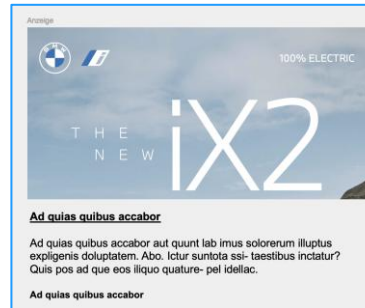 Anzeige
BMW
i
100% ELECTRIC
THE
NEW
iX2
Ad quias quibus accabor
Ad quias quibus accabor aut quunt lab imus solorerum illuptus
expligenis doluptatem. Abo. Ictur suntota ssi- taestibus inctatur?
Quis pos ad que eos iliquo quature- pel idellac.
Ad quias quibus accabor